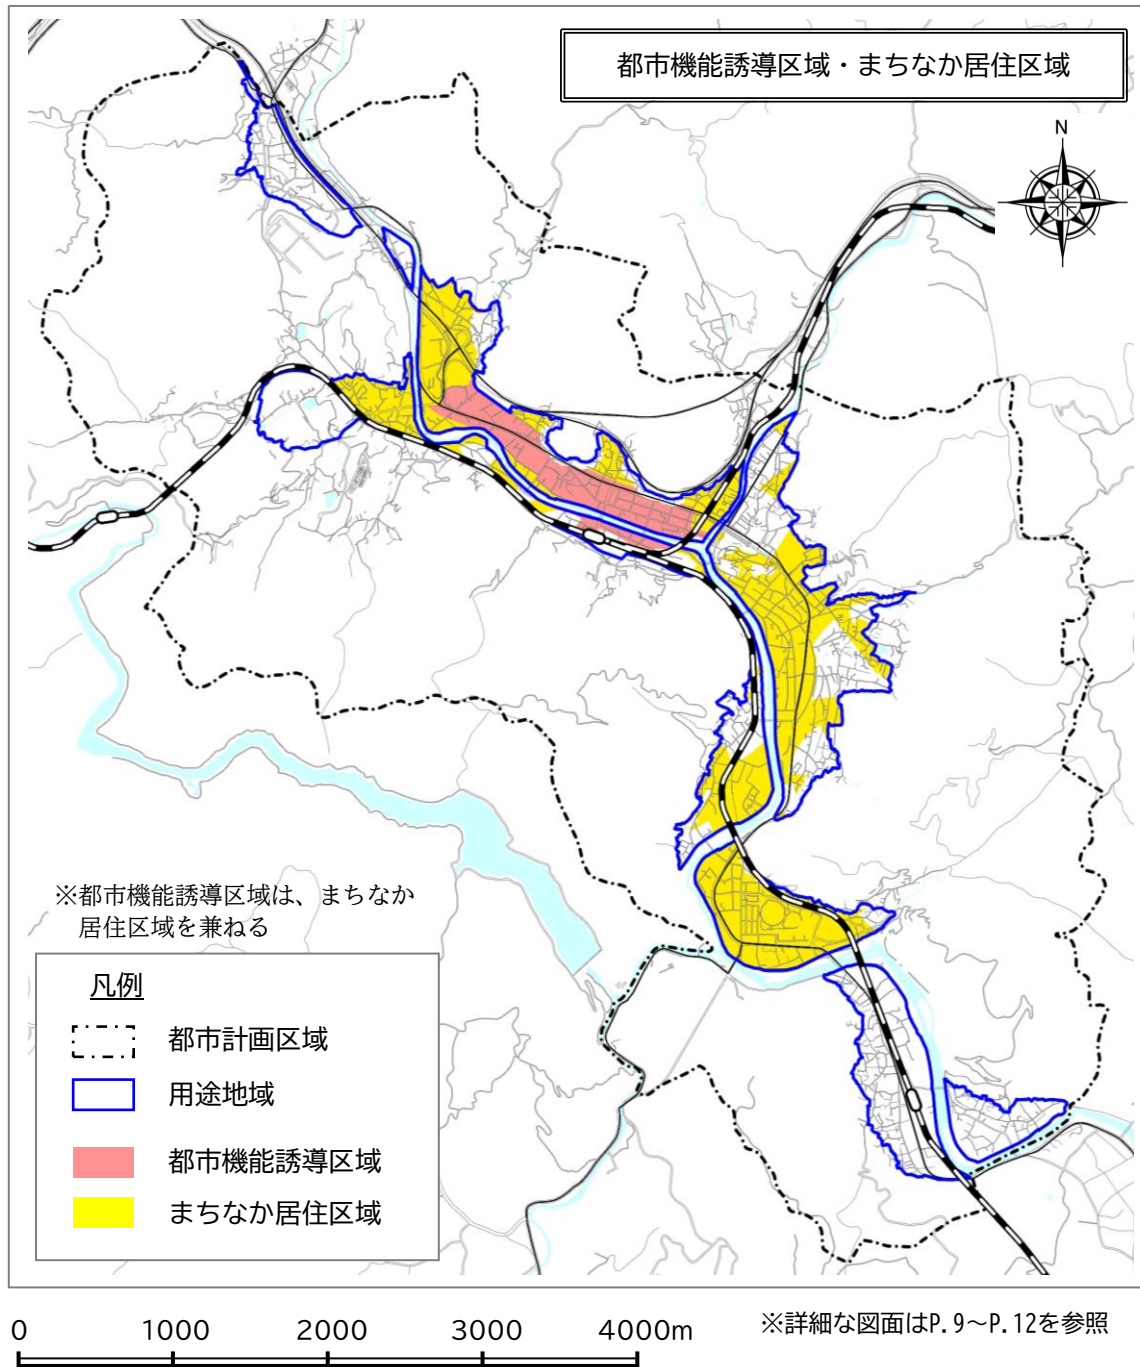 都市機能誘導区域・まちなか居住区域
N
※都市機能誘導区域は、まちなか
居住区域を兼ねる
凡例
都市計画区域
用途地域
都市機能誘導区域
まちなか居住区域
0 1000 2000 3000 4000m
※詳細な図面はP.9～P.12を参照